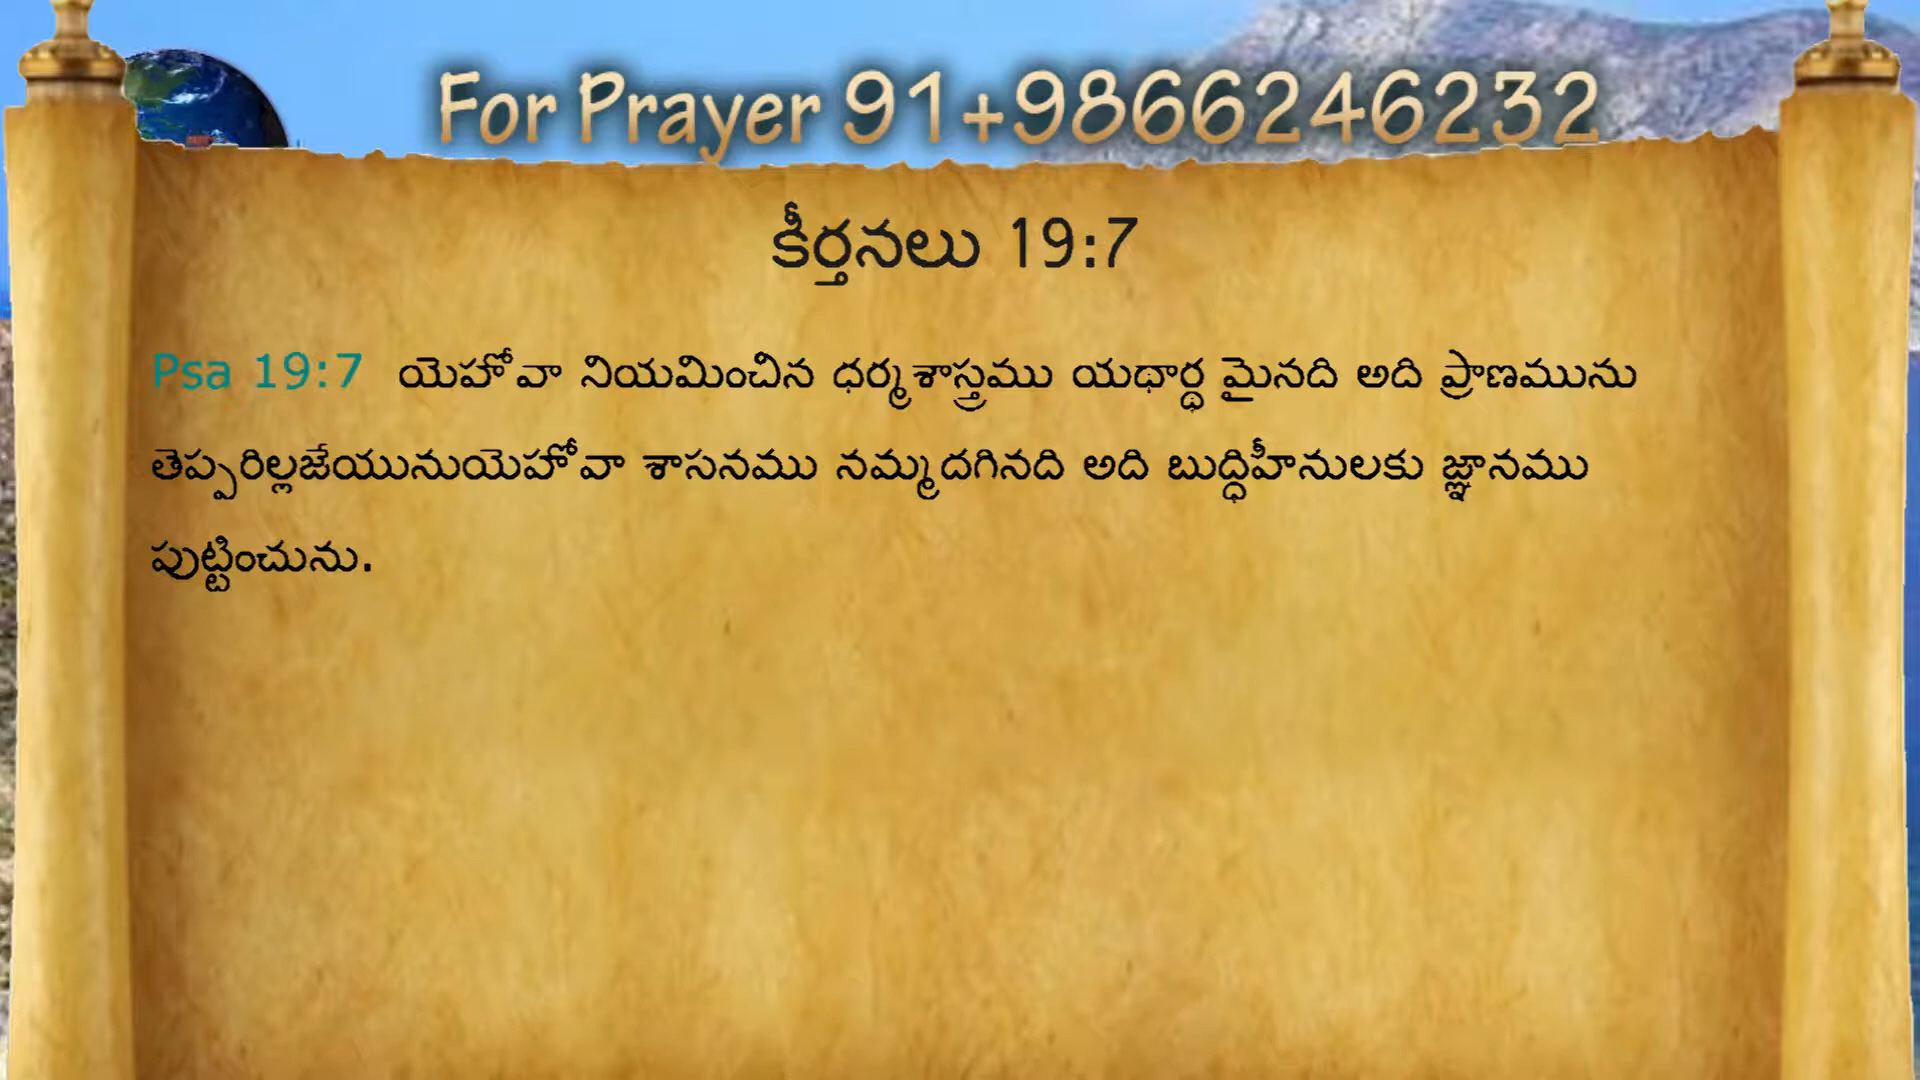 For Prayer 91+9866246232
కీర్తనలు 19:7
Psa 19:7 యెహోవా నియమించిన ధర్మశాస్త్రము యథార్థ మైనది అది ప్రాణమును
తెప్పరిల్లజేయునుయెహోవా శాసనము నమ్మదగినది అది బుద్ధిహీనులకు జ్ఞానము
పుట్టించును.